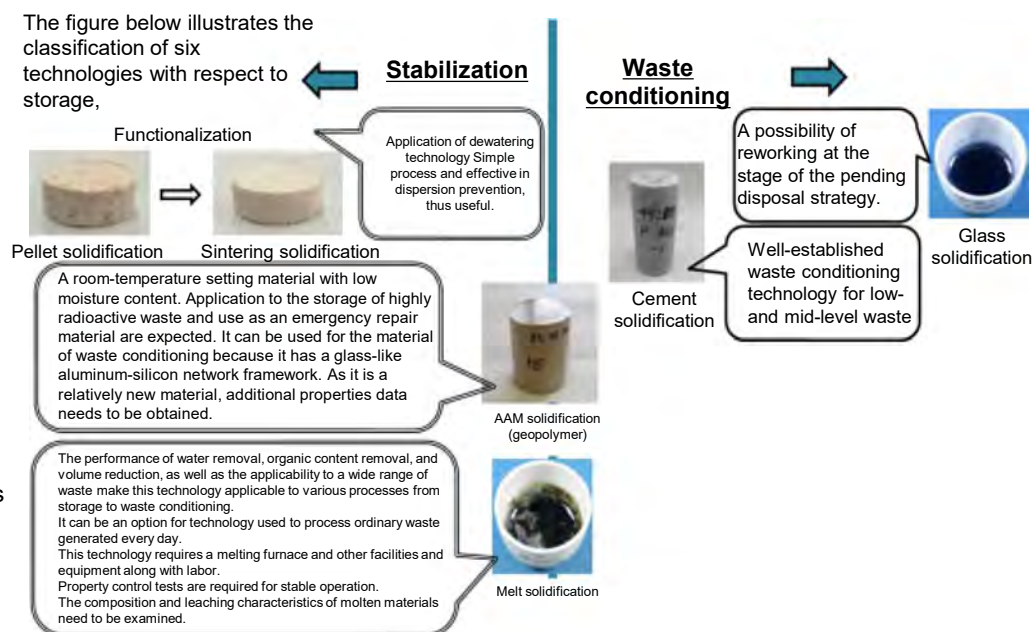 The figure below illustrates the
classification of six
technologies with respect to
storage,
Stabilization
Waste
conditioning
Functionalization
Application of dewatering
technology Simple
process and effective in
dispersion prevention,
thus useful.
Pellet solidification
Sintering solidification
A possibility of
reworking at the
stage of the pending
disposal strategy.
Glass
solidification
Cement
solidification
Well-established
waste conditioning
technology for low-
and mid-level waste
A room-temperature setting material with low
moisture content. Application to the storage of highly
radioactive waste and use as an emergency repair
material are expected. It can be used for the material
of waste conditioning because it has a glass-like
aluminum-silicon network framework. As it is a
relatively new material, additional properties data
needs to be obtained.
AAM solidification
(geopolymer)
s
The performance of water removal, organic content removal, and
volume reduction, as well as the applicability to a wide range of
waste make this technology applicable to various processes from
storage to waste conditioning.
It can be an option for technology used to process ordinary waste
generated every day.
This technology requires a melting furnace and other facilities and
equipment along with labor.
Property control tests are required for stable operation.
The composition and leaching characteristics of molten materials
need to be examined.
Melt solidification